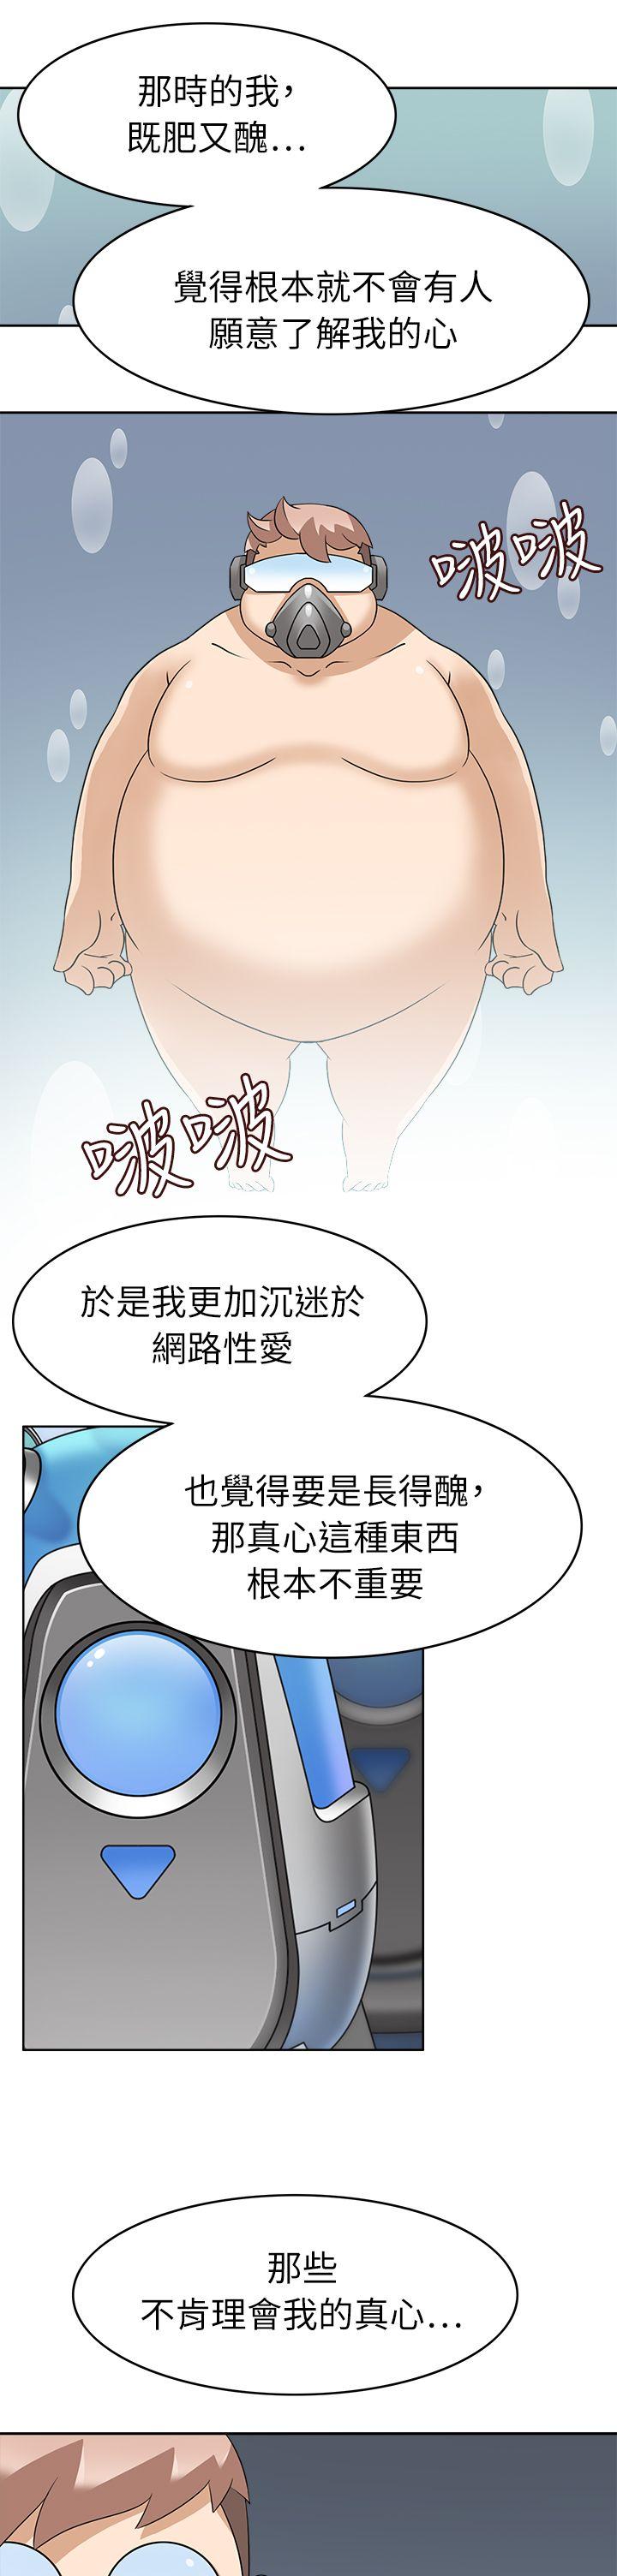 那時的我，
既肥又醜...
覺得根本就不會有人
願意了解我的心
啵啵
啵啵
於是我更加沉迷於
網路性愛
也覺得要是長得醜，
那真心這種東西
根本不重要
那些
不肯理會我的真心...